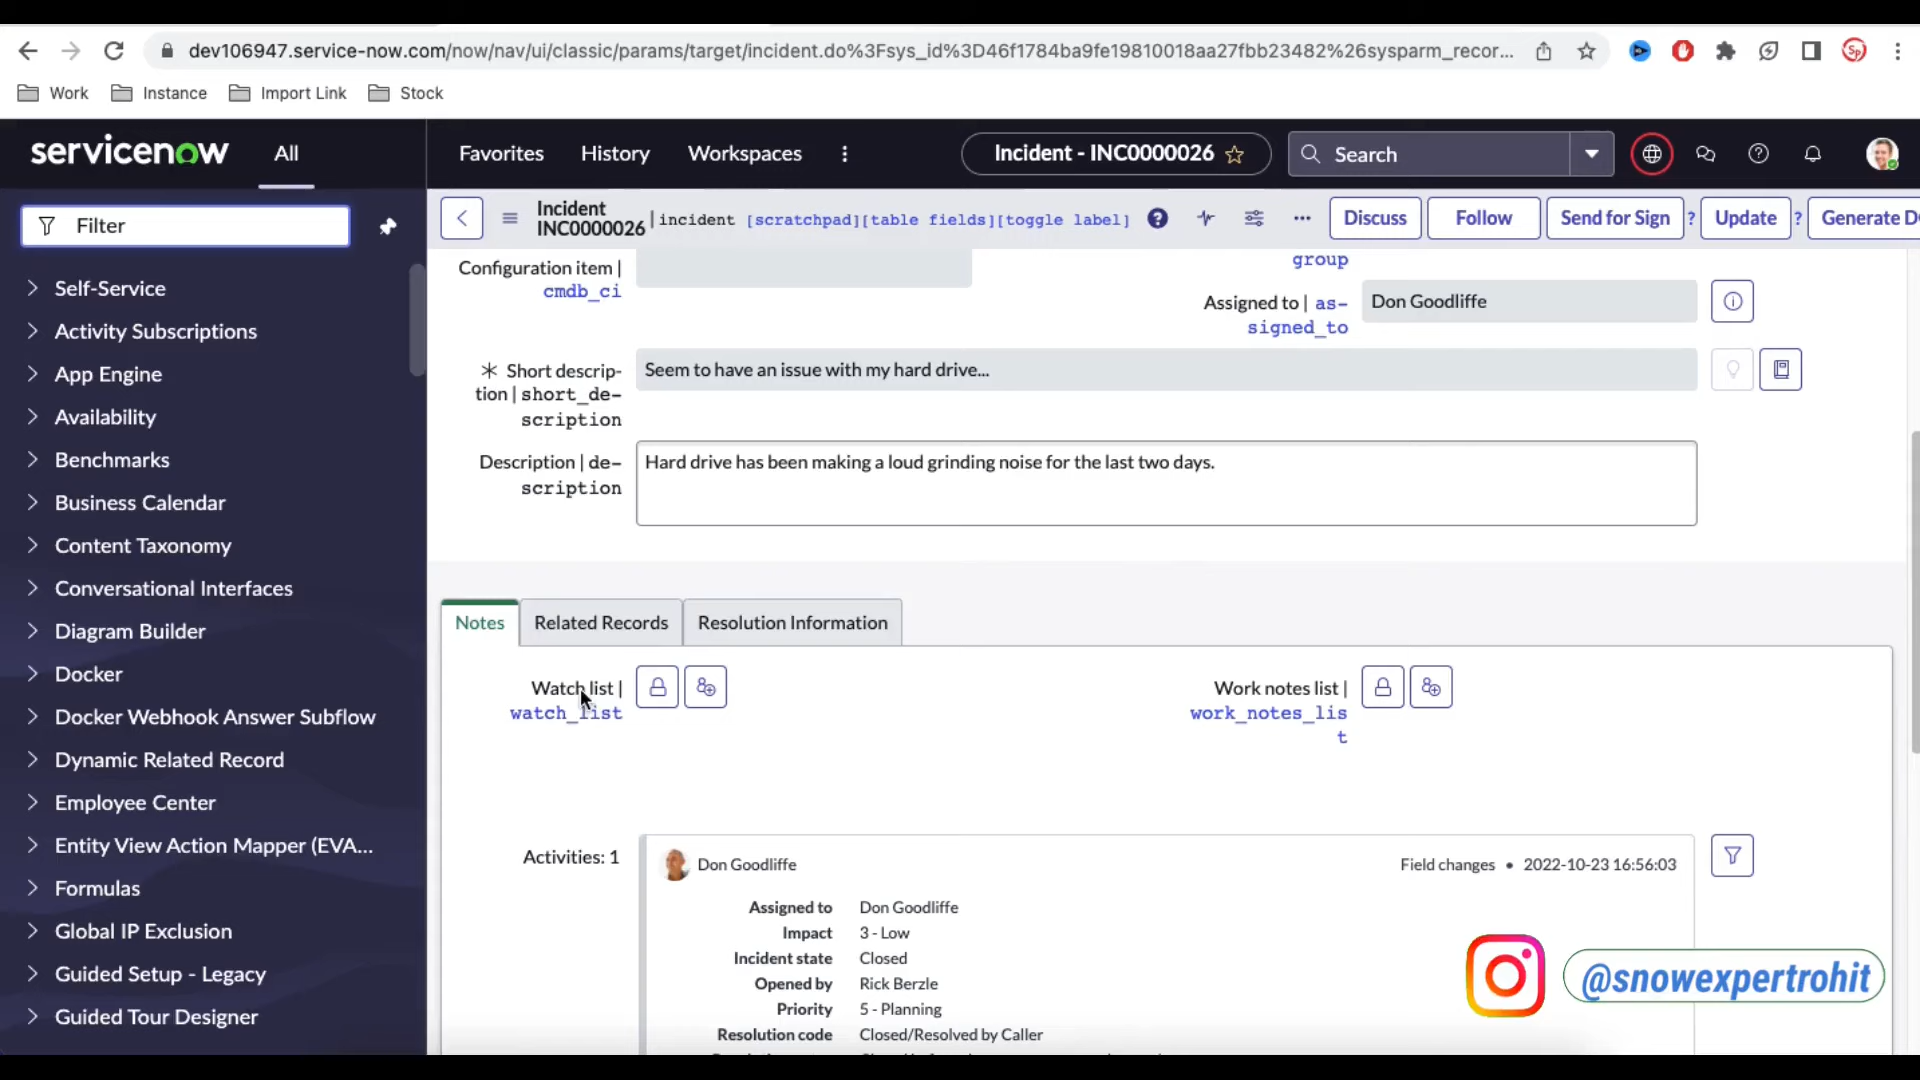 dev106947.service-now.com/now/nav/ui/classic/params/target/incident.do%3Fsys_id%3D46f1784ba9fe19810018aa27fbb23482%26sysparm_recor...
Sp
Work
Instance
Import Link
Stock
servicenow
All
Favorites
History
Workspaces
Incident - INC0000026
Search
Filter
Incident
INC0000026
| incident [scratchpad][table fields][toggle label]
Discuss
Follow
Send for Sign
?
Update
?
Generate D
Self-Service
Activity Subscriptions
App Engine
Availability
Benchmarks
Business Calendar
Content Taxonomy
Conversational Interfaces
Diagram Builder
Docker
Docker Webhook Answer Subflow
Dynamic Related Record
Employee Center
Entity View Action Mapper (EVA...
Formulas
Global IP Exclusion
Guided Setup - Legacy
Guided Tour Designer
Configuration item |
cmdb_ci
group
Assigned to | as-
signed_to
Don Goodliffe
Short descrip-
tion | short_de-
scription
Seem to have an issue with my hard drive...
Description | de-
scription
Hard drive has been making a loud grinding noise for the last two days.
Notes
Related Records
Resolution Information
Watch list |
watch_list
Work notes list |
work_notes_lis
t
Activities: 1
Don Goodliffe
Field changes • 2022-10-23 16:56:03
Assigned to Don Goodliffe
Impact 3 - Low
Incident state Closed
Opened by Rick Berzle
Priority 5 - Planning
Resolution code Closed/Resolved by Caller
@snowexpertrohit